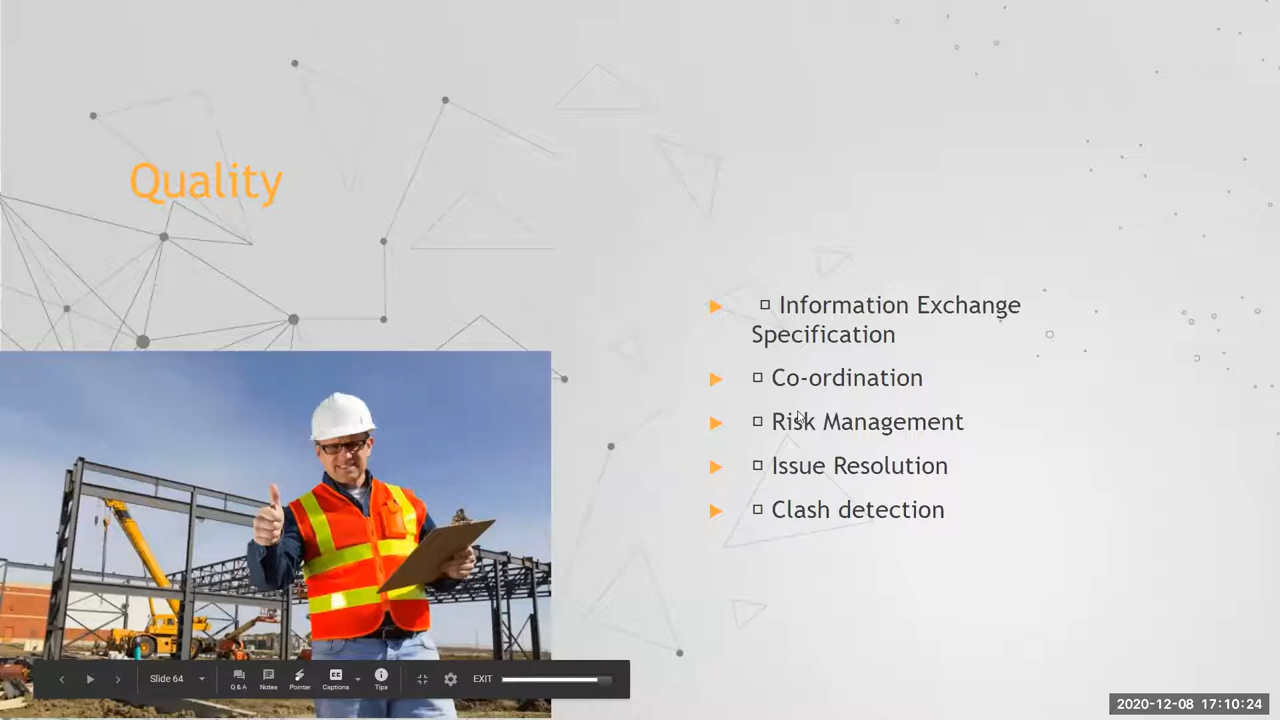 Quality
▶ □ Information Exchange
Specification
▶ □ Co-ordination
▶ □ Risk Management
▶ □ Issue Resolution
▶ □ Clash detection
Slide 64
Q & A
Notes
Pointer
Captions
Tips
EXIT
2020-12-08 17:10:24